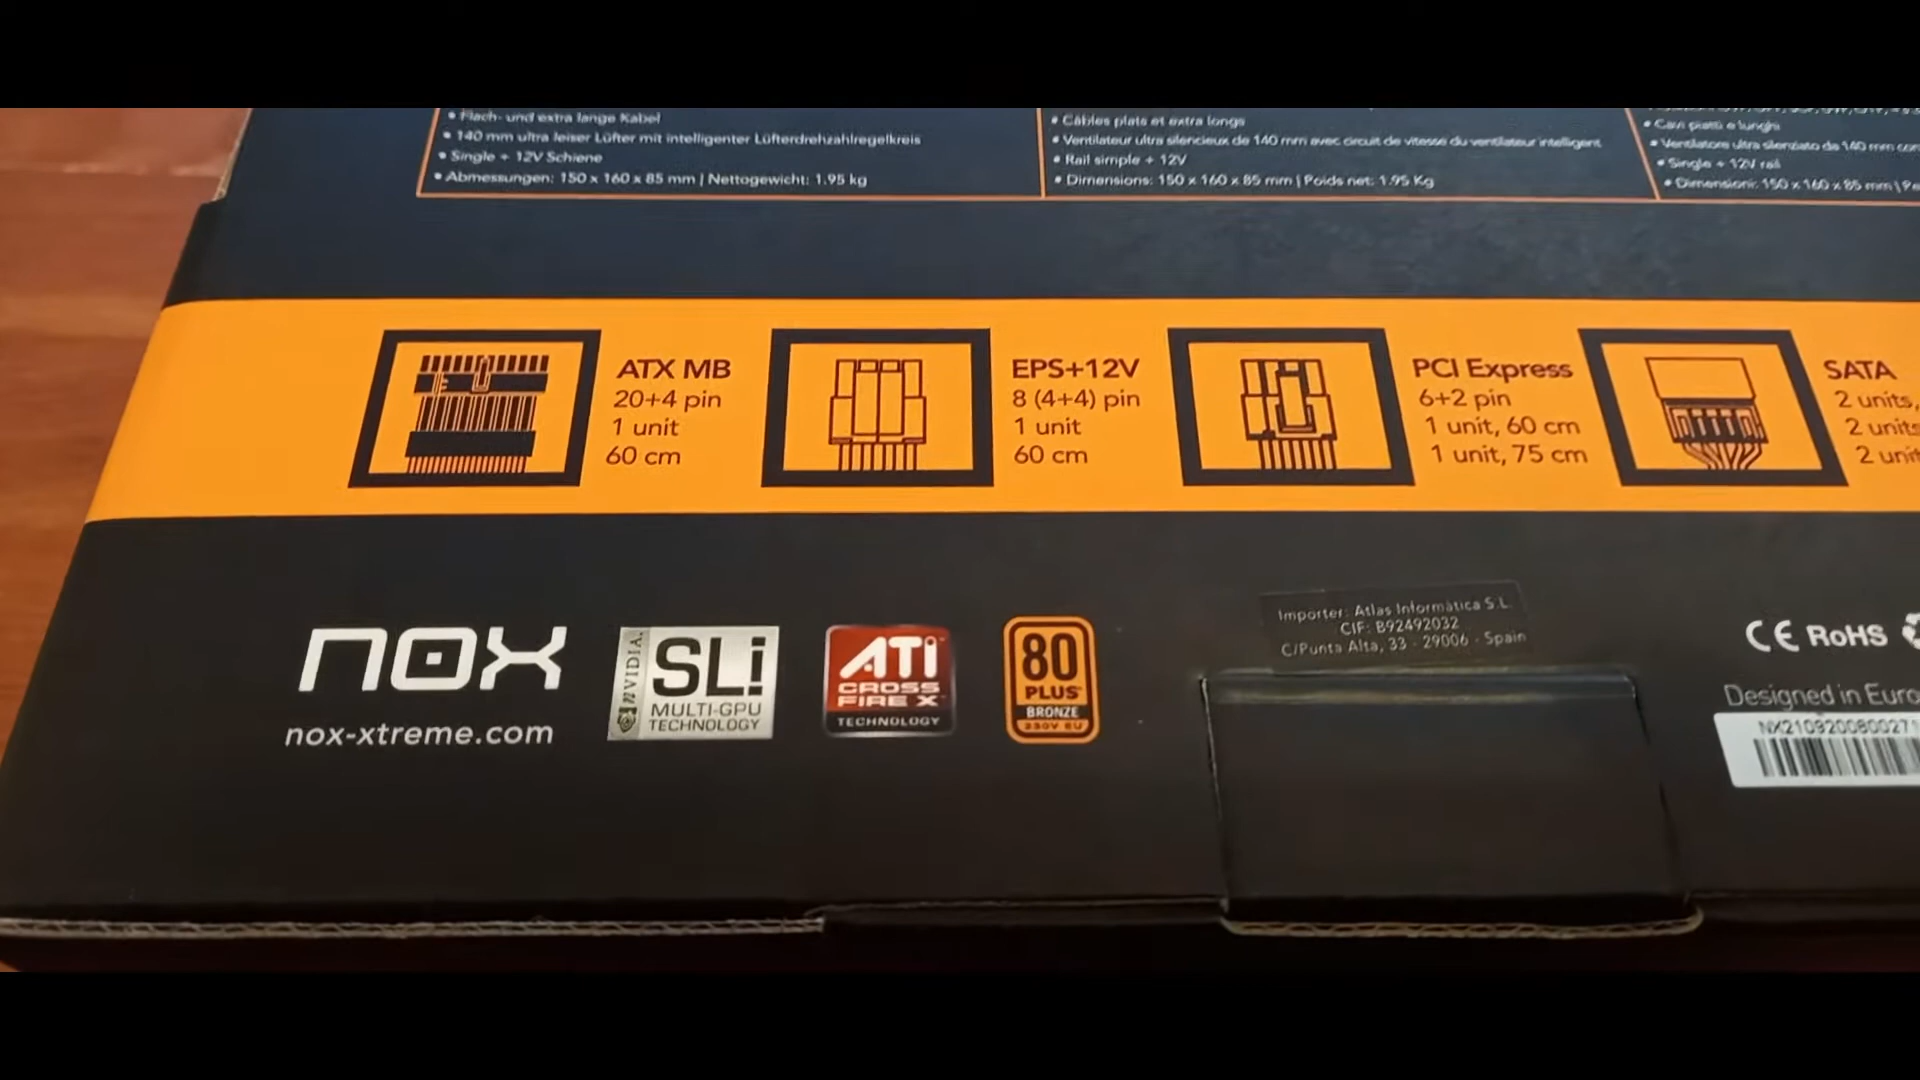 • Flach- und extra lange Kabel
• 140 mm ultra leiser Lüfter mit intelligenter Lüfterdrehzahlregelkreis
• Single + 12V Schiene
• Abmessungen: 150 x 160 x 85 mm | Nettogewicht: 1.95 kg
• Câbles plats et extra longs
• Ventilateur ultra silencieux de 140 mm avec circuit de vitesse du ventilateur intelligent
• Rail simple + 12V
• Dimensions: 150 x 160 x 85 mm | Poids net: 1.95 Kg
• Cavi piatti e lunghi
• Ventilatore ultra silenziato da 140 mm con
• Single + 12V rail
• Dimensioni: 150 x 160 x 85 mm | Pe
ATX MB
20+4 pin
1 unit
60 cm
EPS+12V
8 (4+4) pin
1 unit
60 cm
PCI Express
6+2 pin
1 unit, 60 cm
1 unit, 75 cm
SATA
2 units,
2 units
2 unit
nox
nox-xtreme.com
NVIDIA.
SLi
MULTI-GPU
TECHNOLOGY
ATi
CROSS
FIRE X
TECHNOLOGY
80
PLUS
BRONZE
230V EU
Importer: Atlas Informática S.L.
CIF: B92492032
C/Punta Alta, 33 - 29006 - Spain
CE RoHS
Designed in Euro
NX210920080027